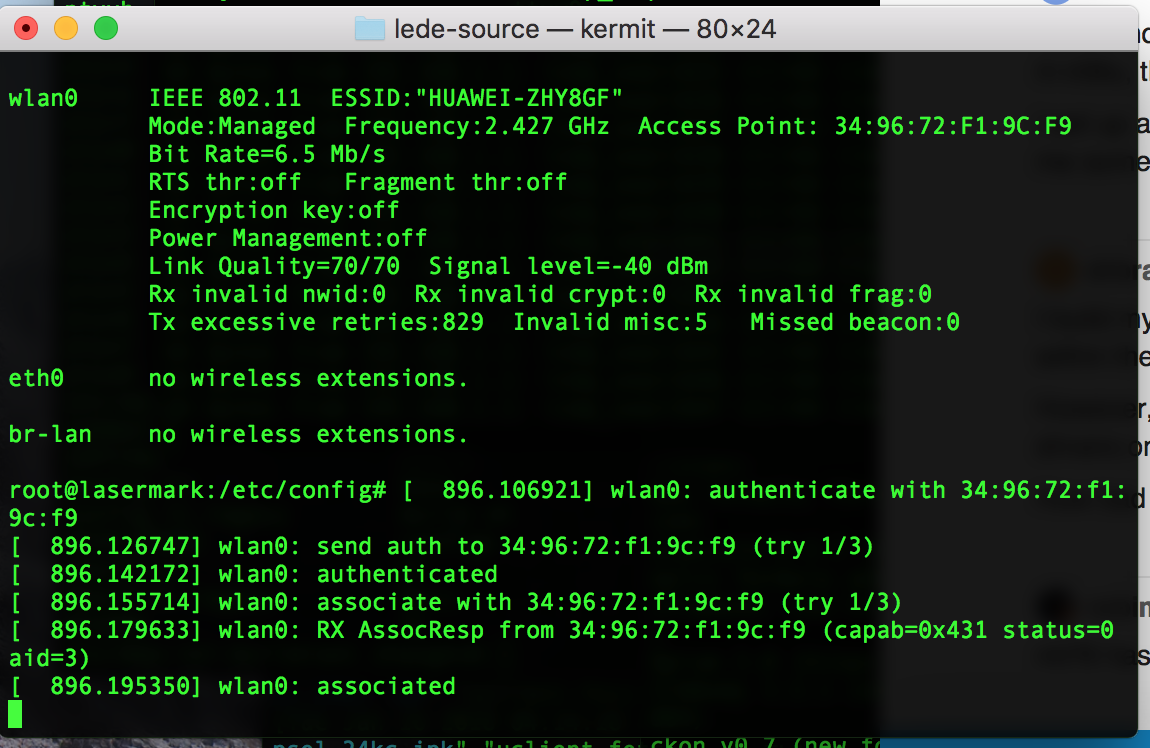 lede-source — kermit — 80×24
wlan0     IEEE 802.11  ESSID:"HUAWEI-ZHY8GF"
          Mode:Managed  Frequency:2.427 GHz  Access Point: 34:96:72:F1:9C:F9
          Bit Rate=6.5 Mb/s
          RTS thr:off   Fragment thr:off
          Encryption key:off
          Power Management:off
          Link Quality=70/70  Signal level=-40 dBm
          Rx invalid nwid:0  Rx invalid crypt:0  Rx invalid frag:0
          Tx excessive retries:829  Invalid misc:5   Missed beacon:0
eth0      no wireless extensions.
br-lan    no wireless extensions.
root@lasermark:/etc/config# [  896.106921] wlan0: authenticate with 34:96:72:f1:
9c:f9
[  896.126747] wlan0: send auth to 34:96:72:f1:9c:f9 (try 1/3)
[  896.142172] wlan0: authenticated
[  896.155714] wlan0: associate with 34:96:72:f1:9c:f9 (try 1/3)
[  896.179633] wlan0: RX AssocResp from 34:96:72:f1:9c:f9 (capab=0x431 status=0
aid=3)
[  896.195350] wlan0: associated